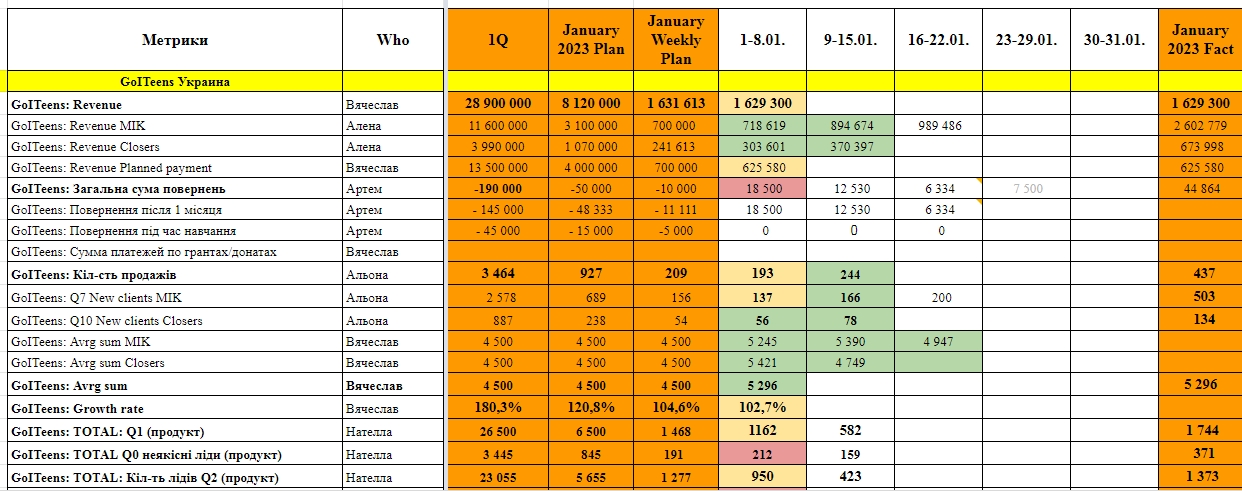 Метрики Who 1Q January 2023 Plan January Weekly Plan 1-8.01. 9-15.01. 16-22.01. 23-29.01. 30-31.01. January 2023 Fact
GoITeens Украина
GoITeens: Revenue Вячеслав 28 900 000 8 120 000 1 631 613 1 629 300 1 629 300
GoITeens: Revenue МІК Алена 11 600 000 3 100 000 700 000 718 619 894 674 989 486 2 602 779
GoITeens: Revenue Closers Алена 3 990 000 1 070 000 241 613 303 601 370 397 673 998
GoITeens: Revenue Planned payment Вячеслав 13 500 000 4 000 000 700 000 625 580 625 580
GoITeens: Загальна сума повернень Артем -190 000 -50 000 -10 000 18 500 12 530 6 334 7 500 44 864
GoITeens: Повернення після 1 місяця Артем - 145 000 - 48 333 - 11 111 18 500 12 530 6 334
GoITeens: Повернення під час навчання Артем - 45 000 - 15 000 -5 000 0 0 0
GoITeens: Сумма платежей по грантах/донатах Вячеслав
GoITeens: Кіл-сть продажів Альона 3 464 927 209 193 244 437
GoITeens: Q7 New clients МІК Альона 2 578 689 156 137 166 200 503
GoITeens: Q10 New clients Closers Альона 887 238 54 56 78 134
GoITeens: Avrg sum МІК Вячеслав 4 500 4 500 4 500 5 245 5 390 4 947
GoITeens: Avrg sum Closers Вячеслав 4 500 4 500 4 500 5 421 4 749
GoITeens: Avrg sum Вячеслав 4 500 4 500 4 500 5 296 5 296
GoITeens: Growth rate Вячеслав 180,3% 120,8% 104,6% 102,7%
GoITeens: TOTAL: Q1 (продукт) Нателла 26 500 6 500 1 468 1162 582 1 744
GoITeens: TOTAL Q0 неякісні ліди (продукт) Нателла 3 445 845 191 212 159 371
GoITeens: TOTAL: Кіл-ть лідів Q2 (продукт) Нателла 23 055 5 655 1 277 950 423 1 373